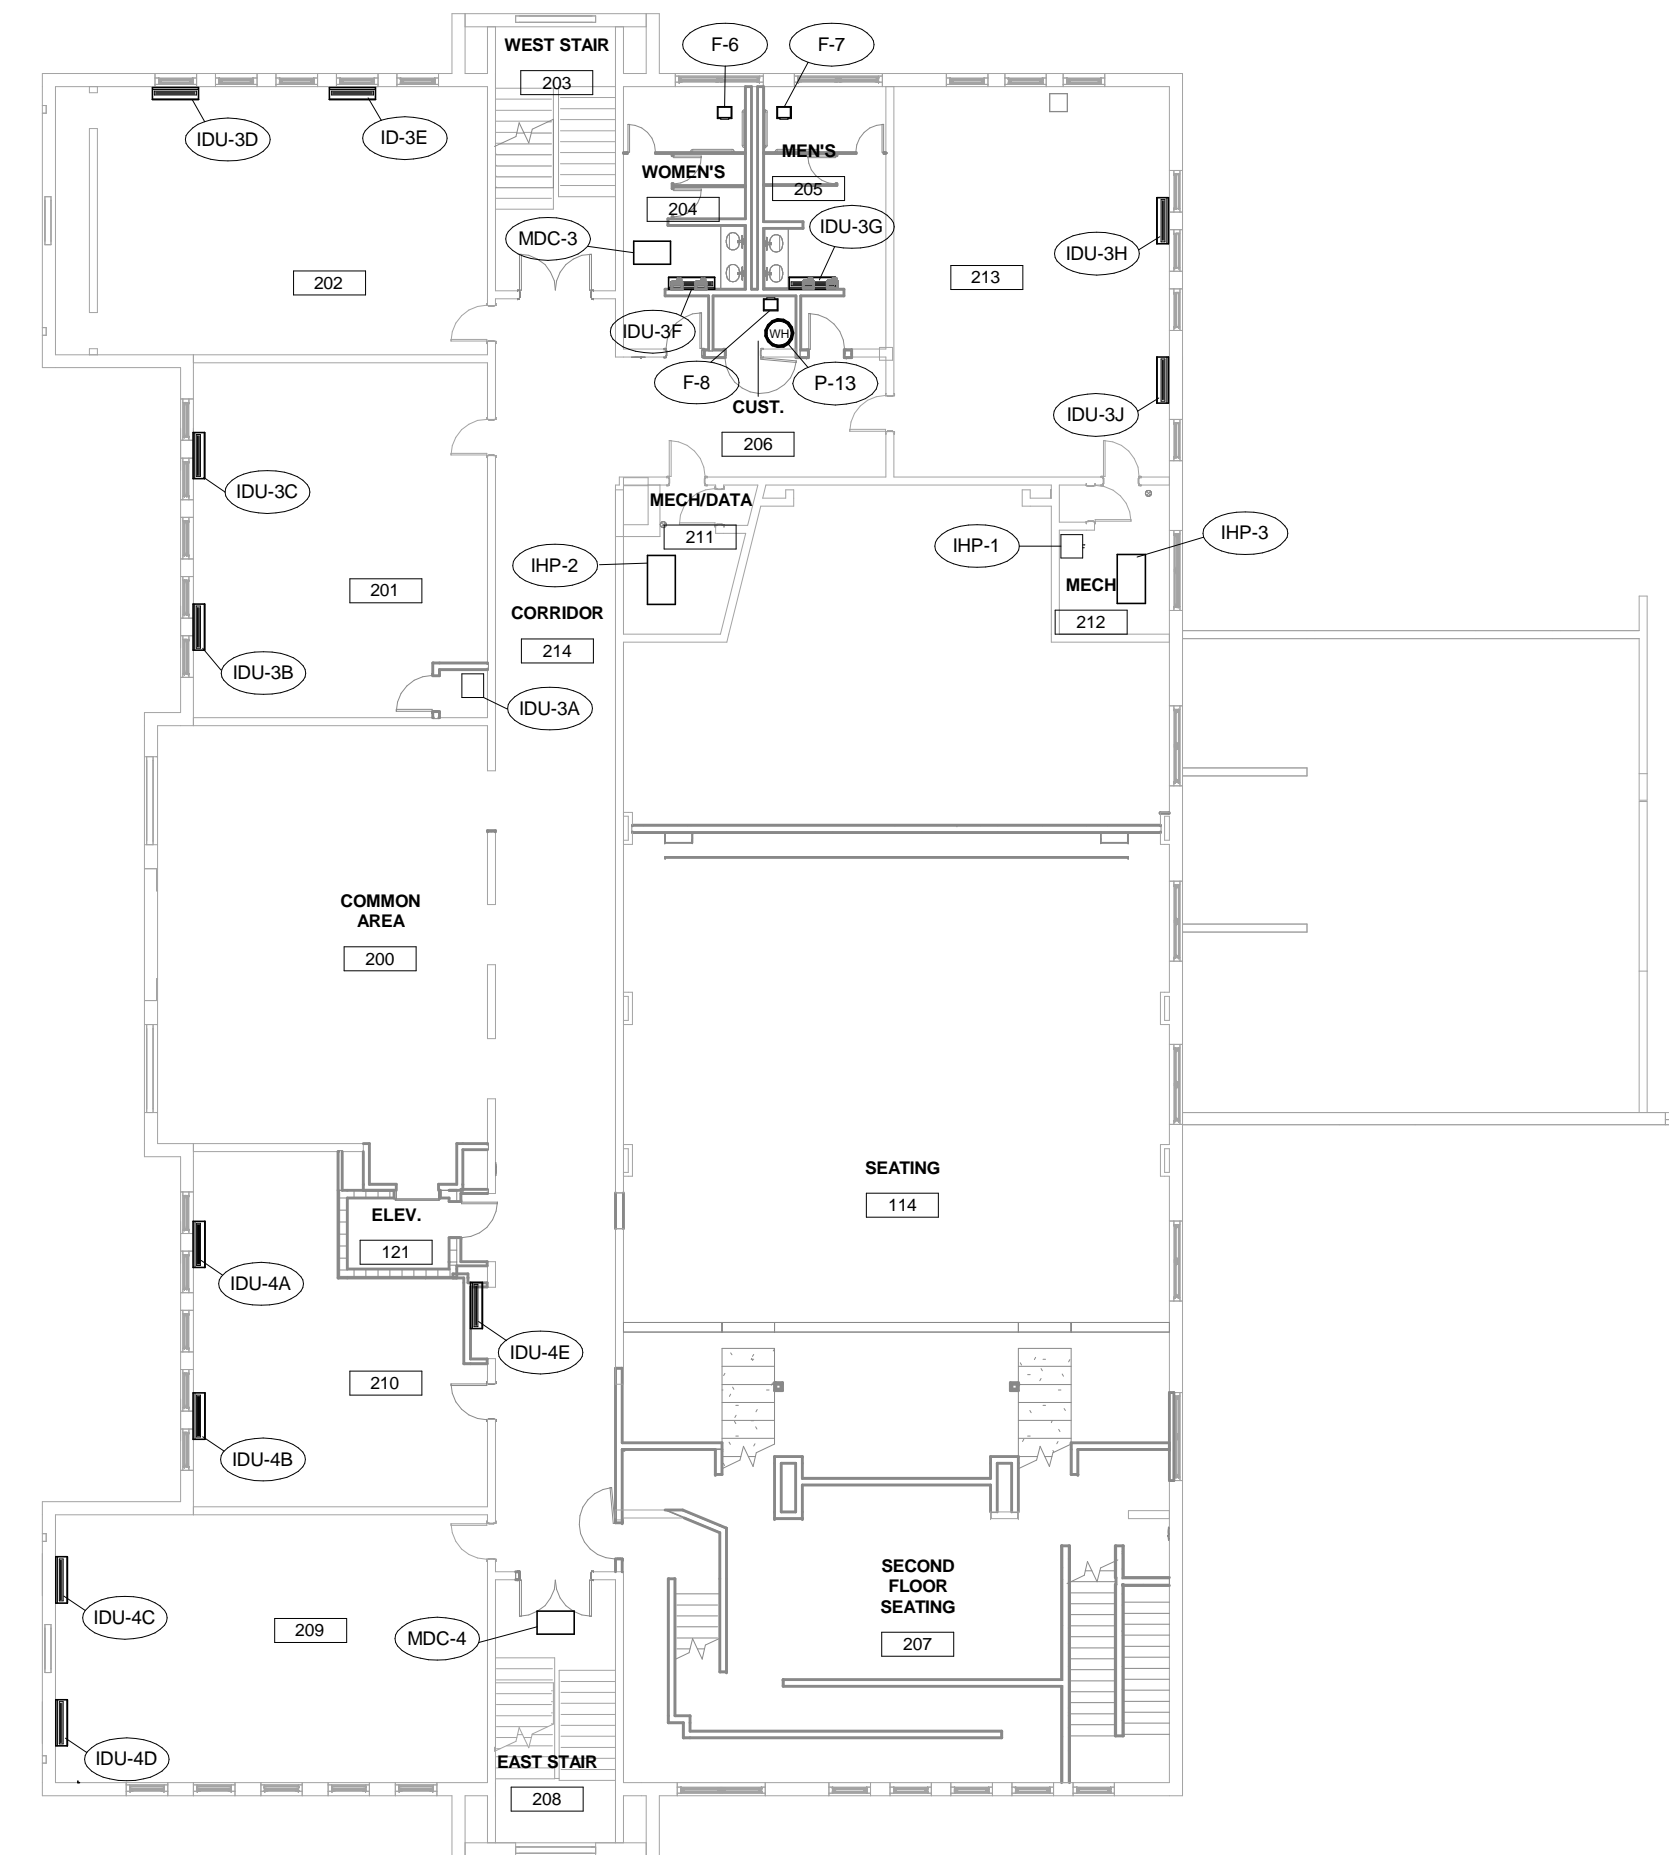 WEST STAIR
203
F-6
F-7
IDU-3D
ID-3E
MEN'S
205
WOMEN'S
204
IDU-3G
MDC-3
IDU-3H
202
213
IDU-3F
WH
F-8
P-13
CUST.
206
IDU-3J
IDU-3C
MECH/DATA
211
IHP-2
IHP-1
IHP-3
MECH
212
201
CORRIDOR
214
IDU-3B
IDU-3A
COMMON
AREA
200
SEATING
114
ELEV.
121
IDU-4A
IDU-4E
210
IDU-4B
SECOND
FLOOR
SEATING
207
IDU-4C
209
MDC-4
IDU-4D
EAST STAIR
208